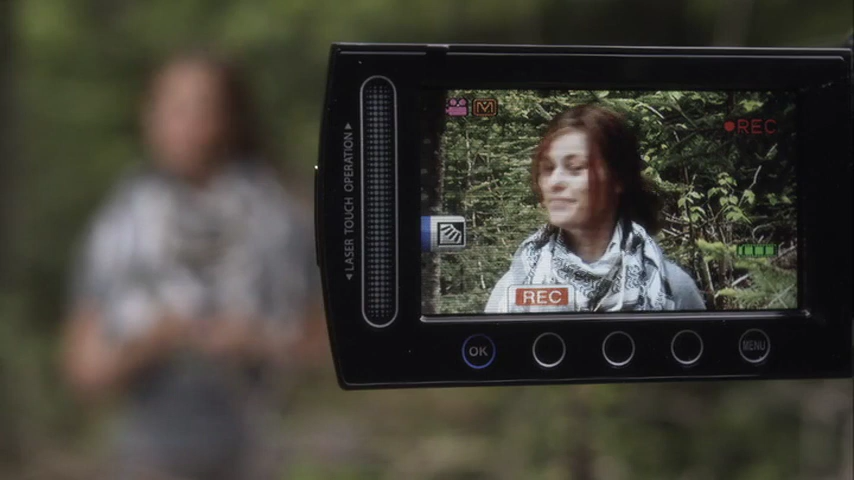 REC
LASER TOUCH OPERATION
REC
OK
MENU